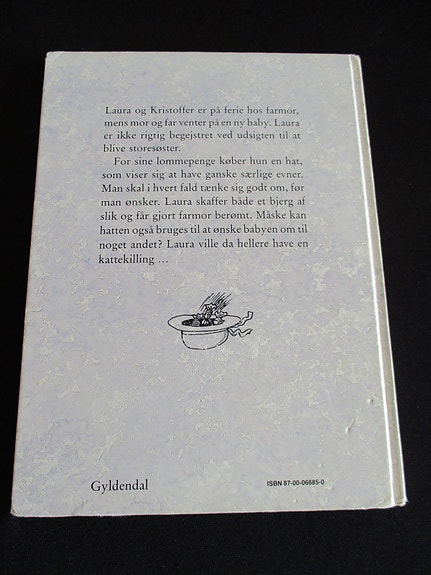 Laura og Kristoffer er på ferie hos farmor,
mens mor og far venter på en ny baby. Laura
er ikke rigtig begejstret ved udsigten til at
blive storesøster.
For sine lommepenge køber hun en hat,
som viser sig at have ganske særlige evner.
Man skal i hvert fald tænke sig godt om, før
man ønsker. Laura skaffer både et bjerg af
slik og får gjort farmor berømt. Måske kan
hatten også bruges til at ønske babyen om til
noget andet? Laura ville da hellere have en
kattekilling ...
Gyldendal
ISBN 87-00-06685-0